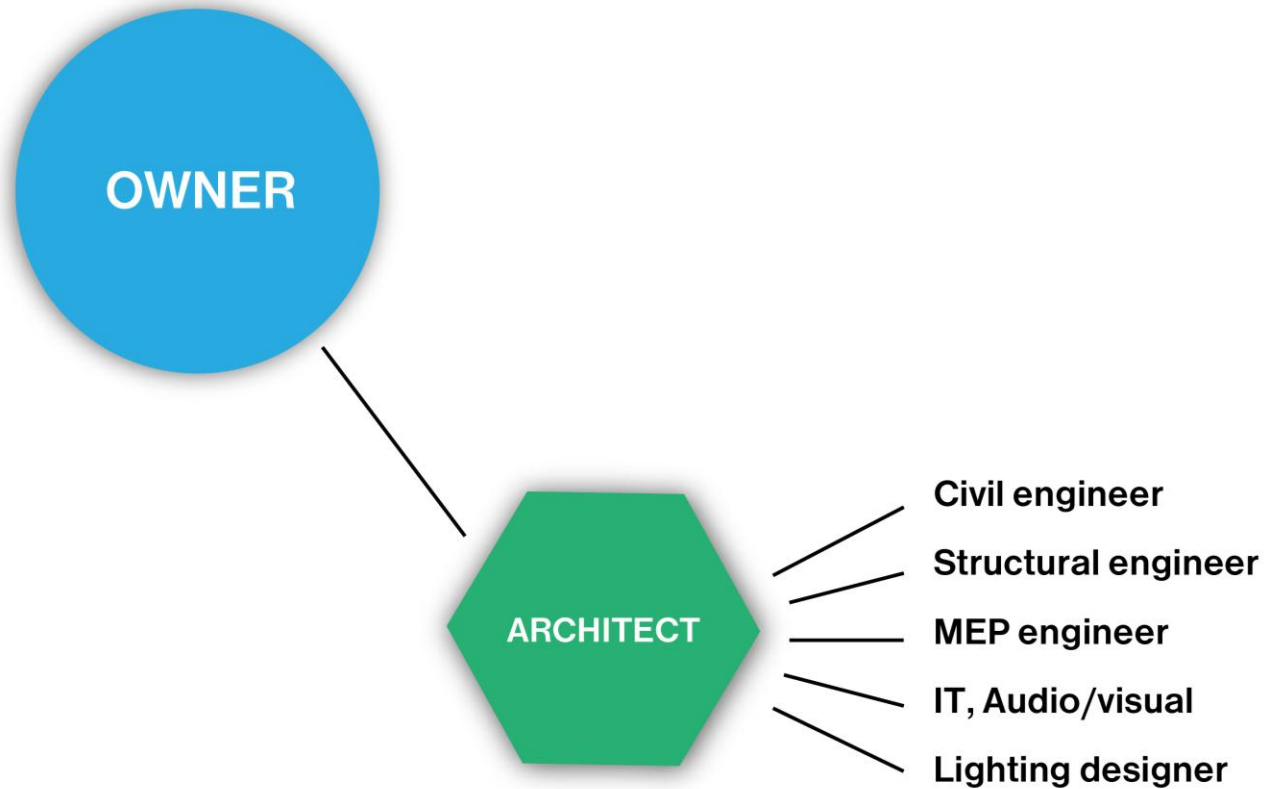 OWNER
ARCHITECT
Civil engineer
Structural engineer
MEP engineer
IT, Audio/visual
Lighting designer